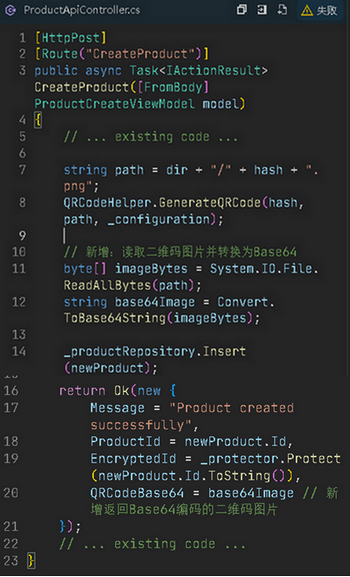 ProductApiController.cs 失败
1 [HttpPost]
2 [Route("CreateProduct")]
3 public async Task<IActionResult>
CreateProduct([FromBody]
ProductCreateViewModel model)
4 {
5 // ... existing code ...
6
7 string path = dir + "/" + hash + ".
png";
8 QRCodeHelper.GenerateQRCode(hash,
path, _configuration);
9
10 // 新增：读取二维码图片并转换为Base64
11 byte[] imageBytes = System.IO.File.
ReadAllBytes(path);
12 string base64Image = Convert.
ToBase64String(imageBytes);
13
14 _productRepository.Insert
(newProduct);
16 return Ok(new {
17 Message = "Product created
successfully",
18 ProductId = newProduct.Id,
19 EncryptedId = _protector.Protect
(newProduct.Id.ToString()),
20 QRCodeBase64 = base64Image // 新
增返回Base64编码的二维码图片
21 });
22 // ... existing code ...
23 }